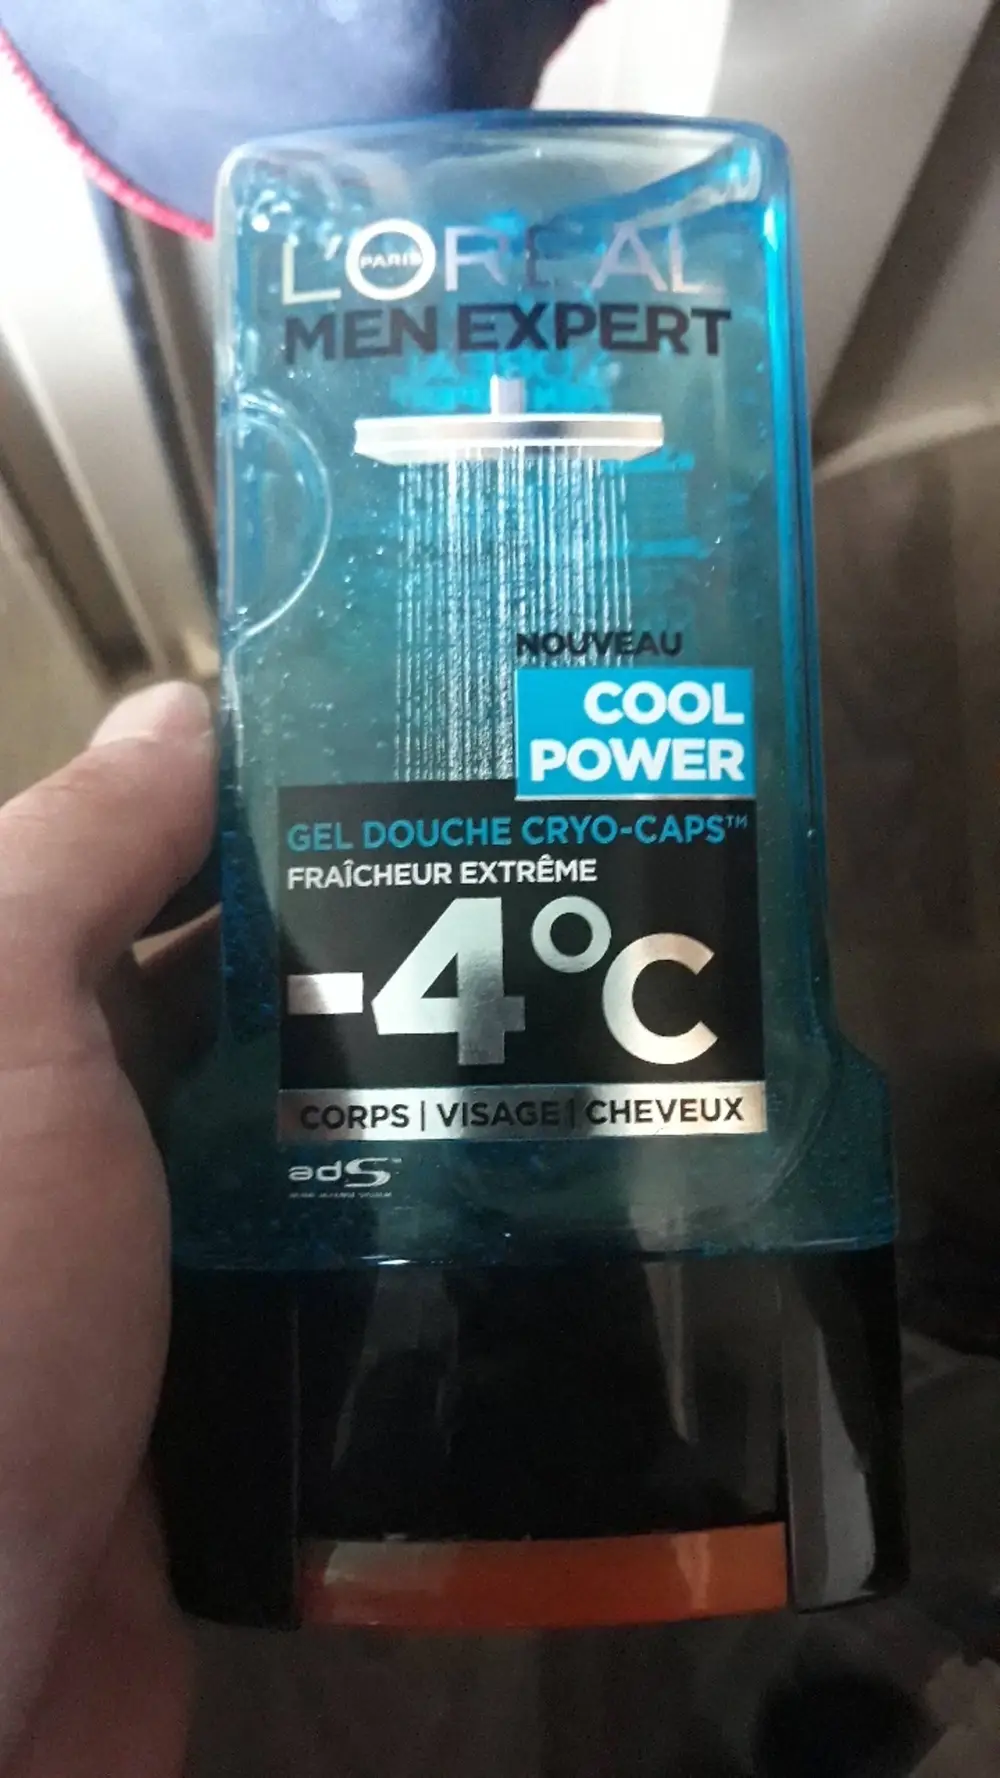 L'ORÉAL
PARIS
MEN EXPERT
NOUVEAU
COOL
POWER
GEL DOUCHE CRYO-CAPS™
FRAÎCHEUR EXTRÊME
-4°C
CORPS | VISAGE | CHEVEUX
adS